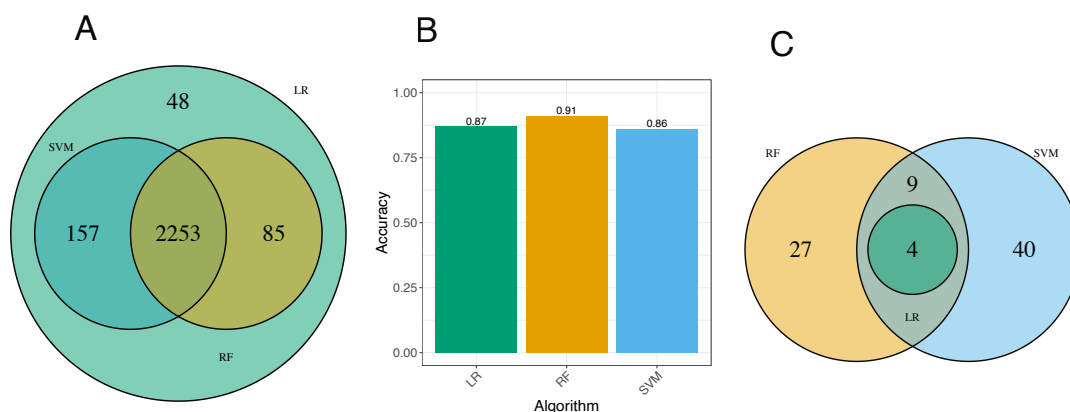 A
LR
48
SVM
157
2253
85
RF
B
1.00
0.75
0.50
0.25
0.00
Accuracy
0.87
0.91
0.86
LR
RF
SVM
Algorithm
C
RF
SVM
9
27
4
40
LR